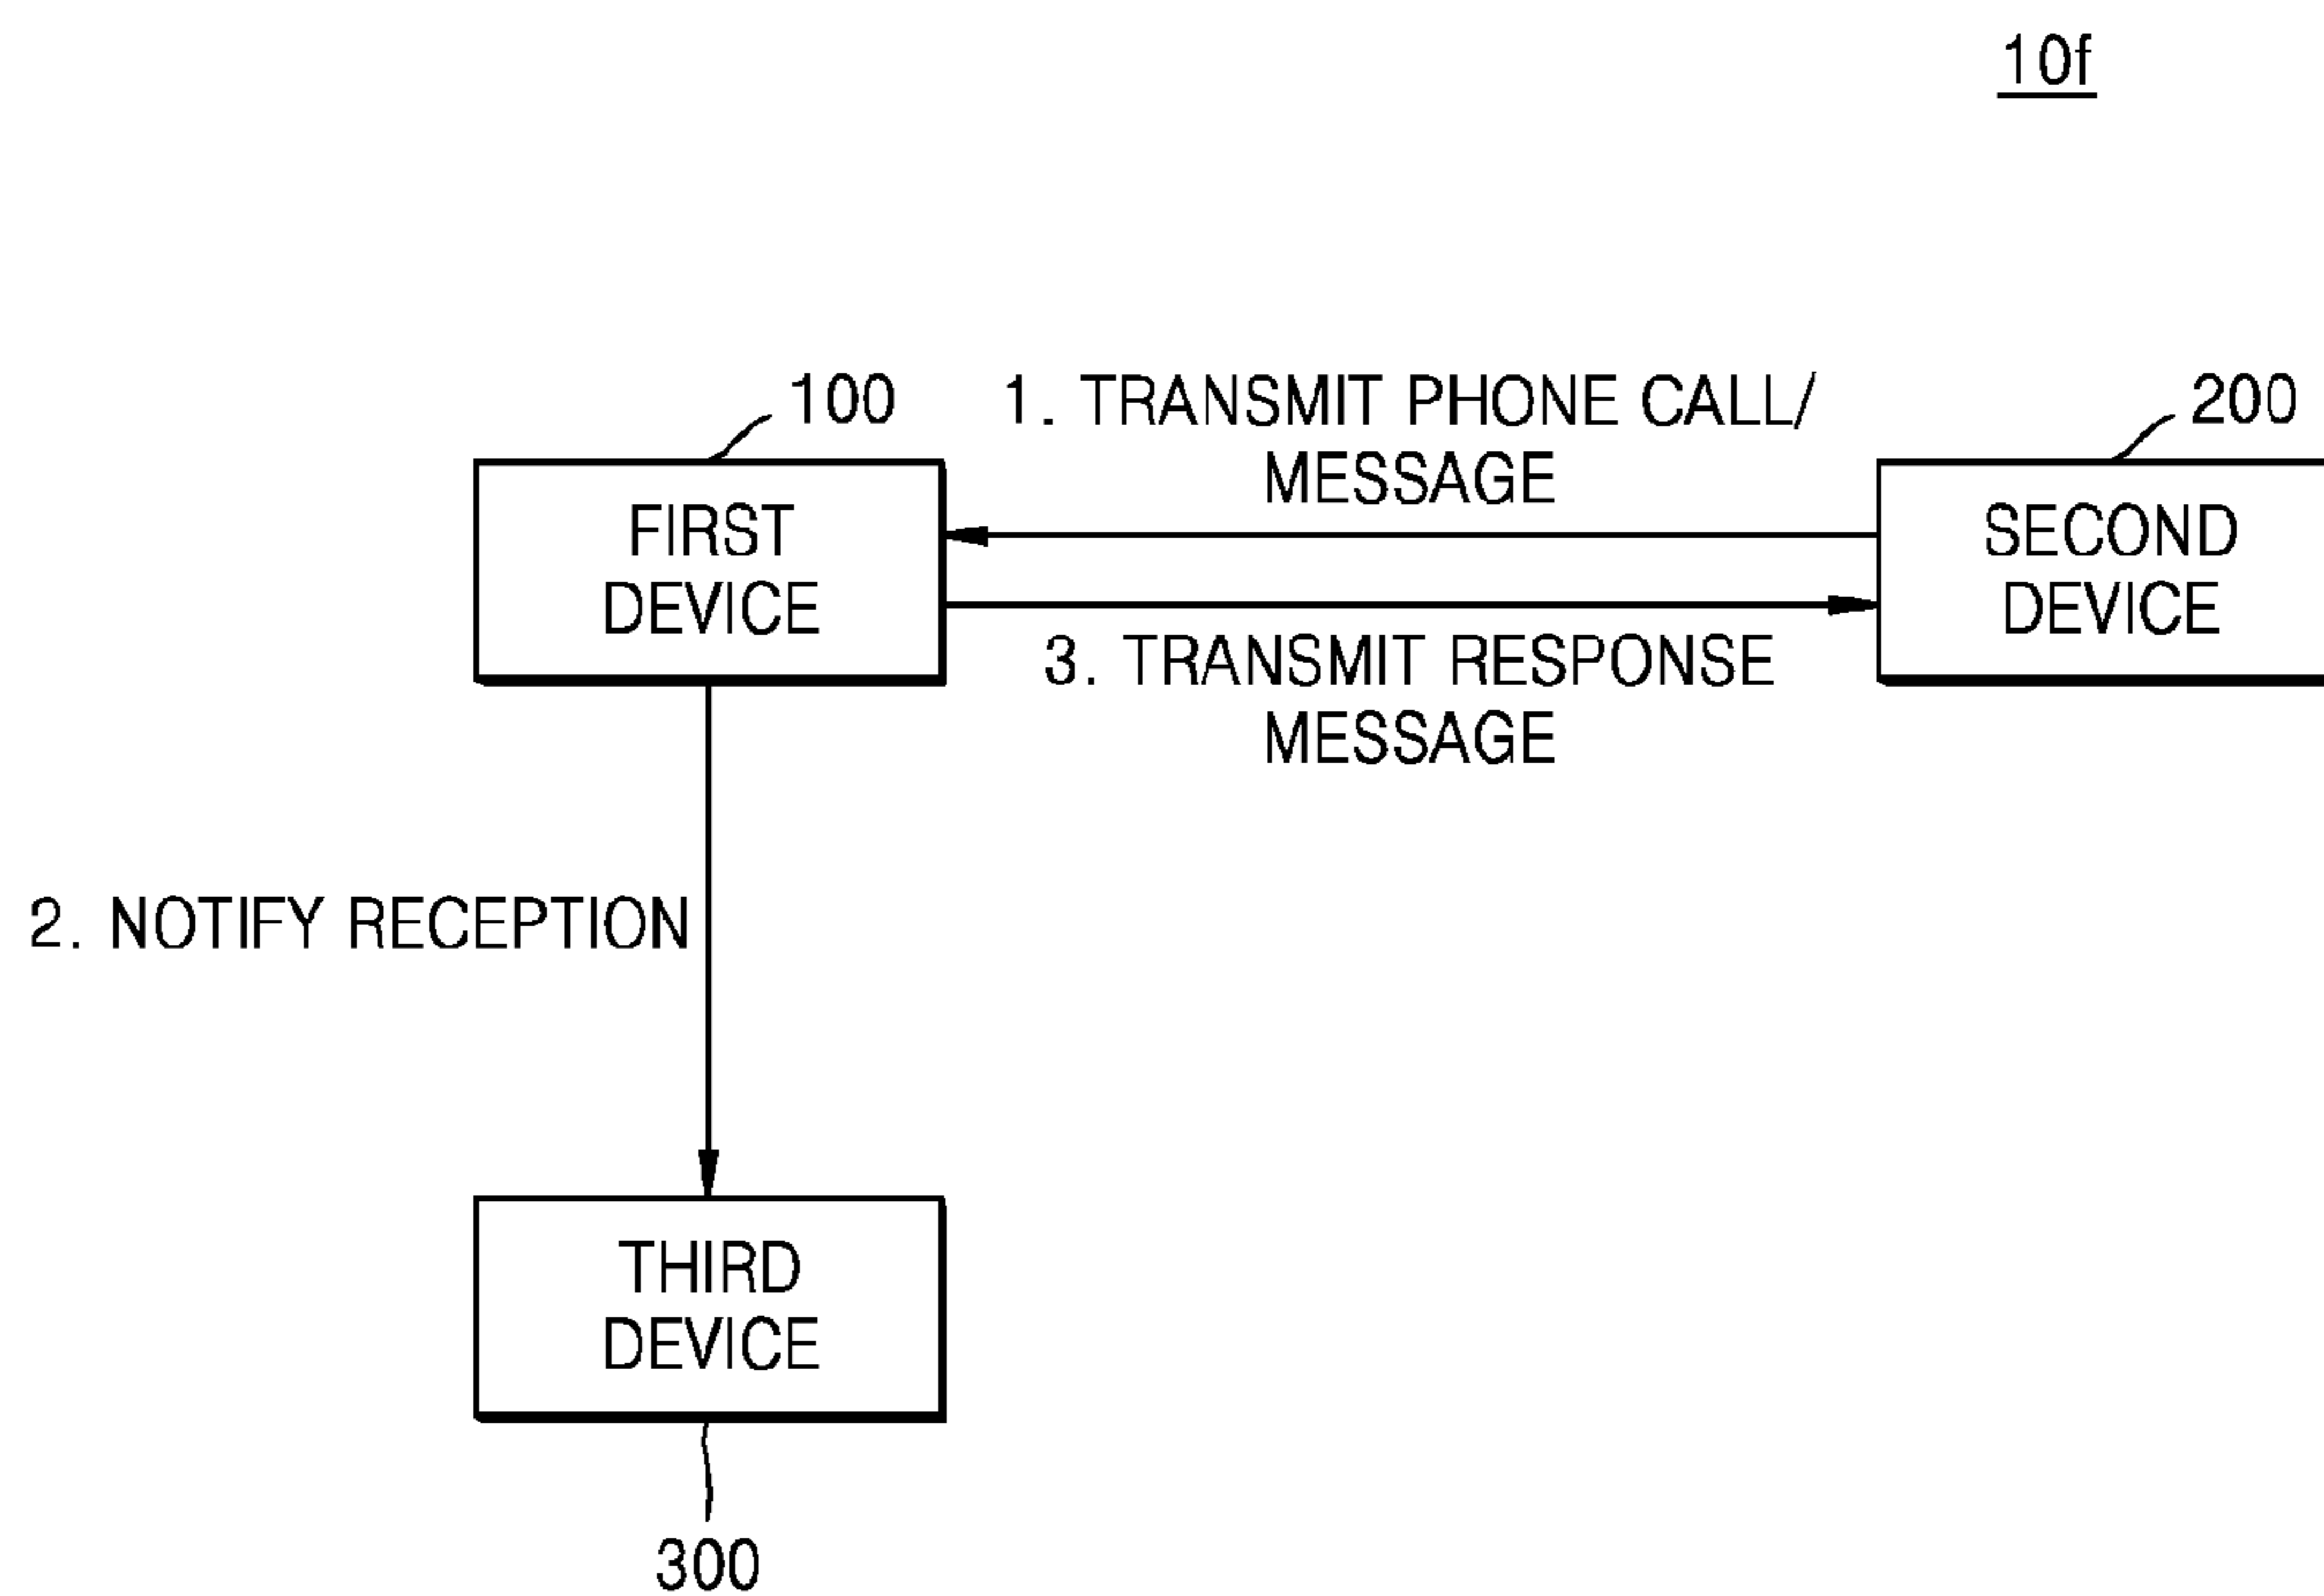 10f
100
1. TRANSMIT PHONE CALL/
MESSAGE
200
FIRST
DEVICE
SECOND
DEVICE
3. TRANSMIT RESPONSE
MESSAGE
2. NOTIFY RECEPTION
THIRD
DEVICE
300